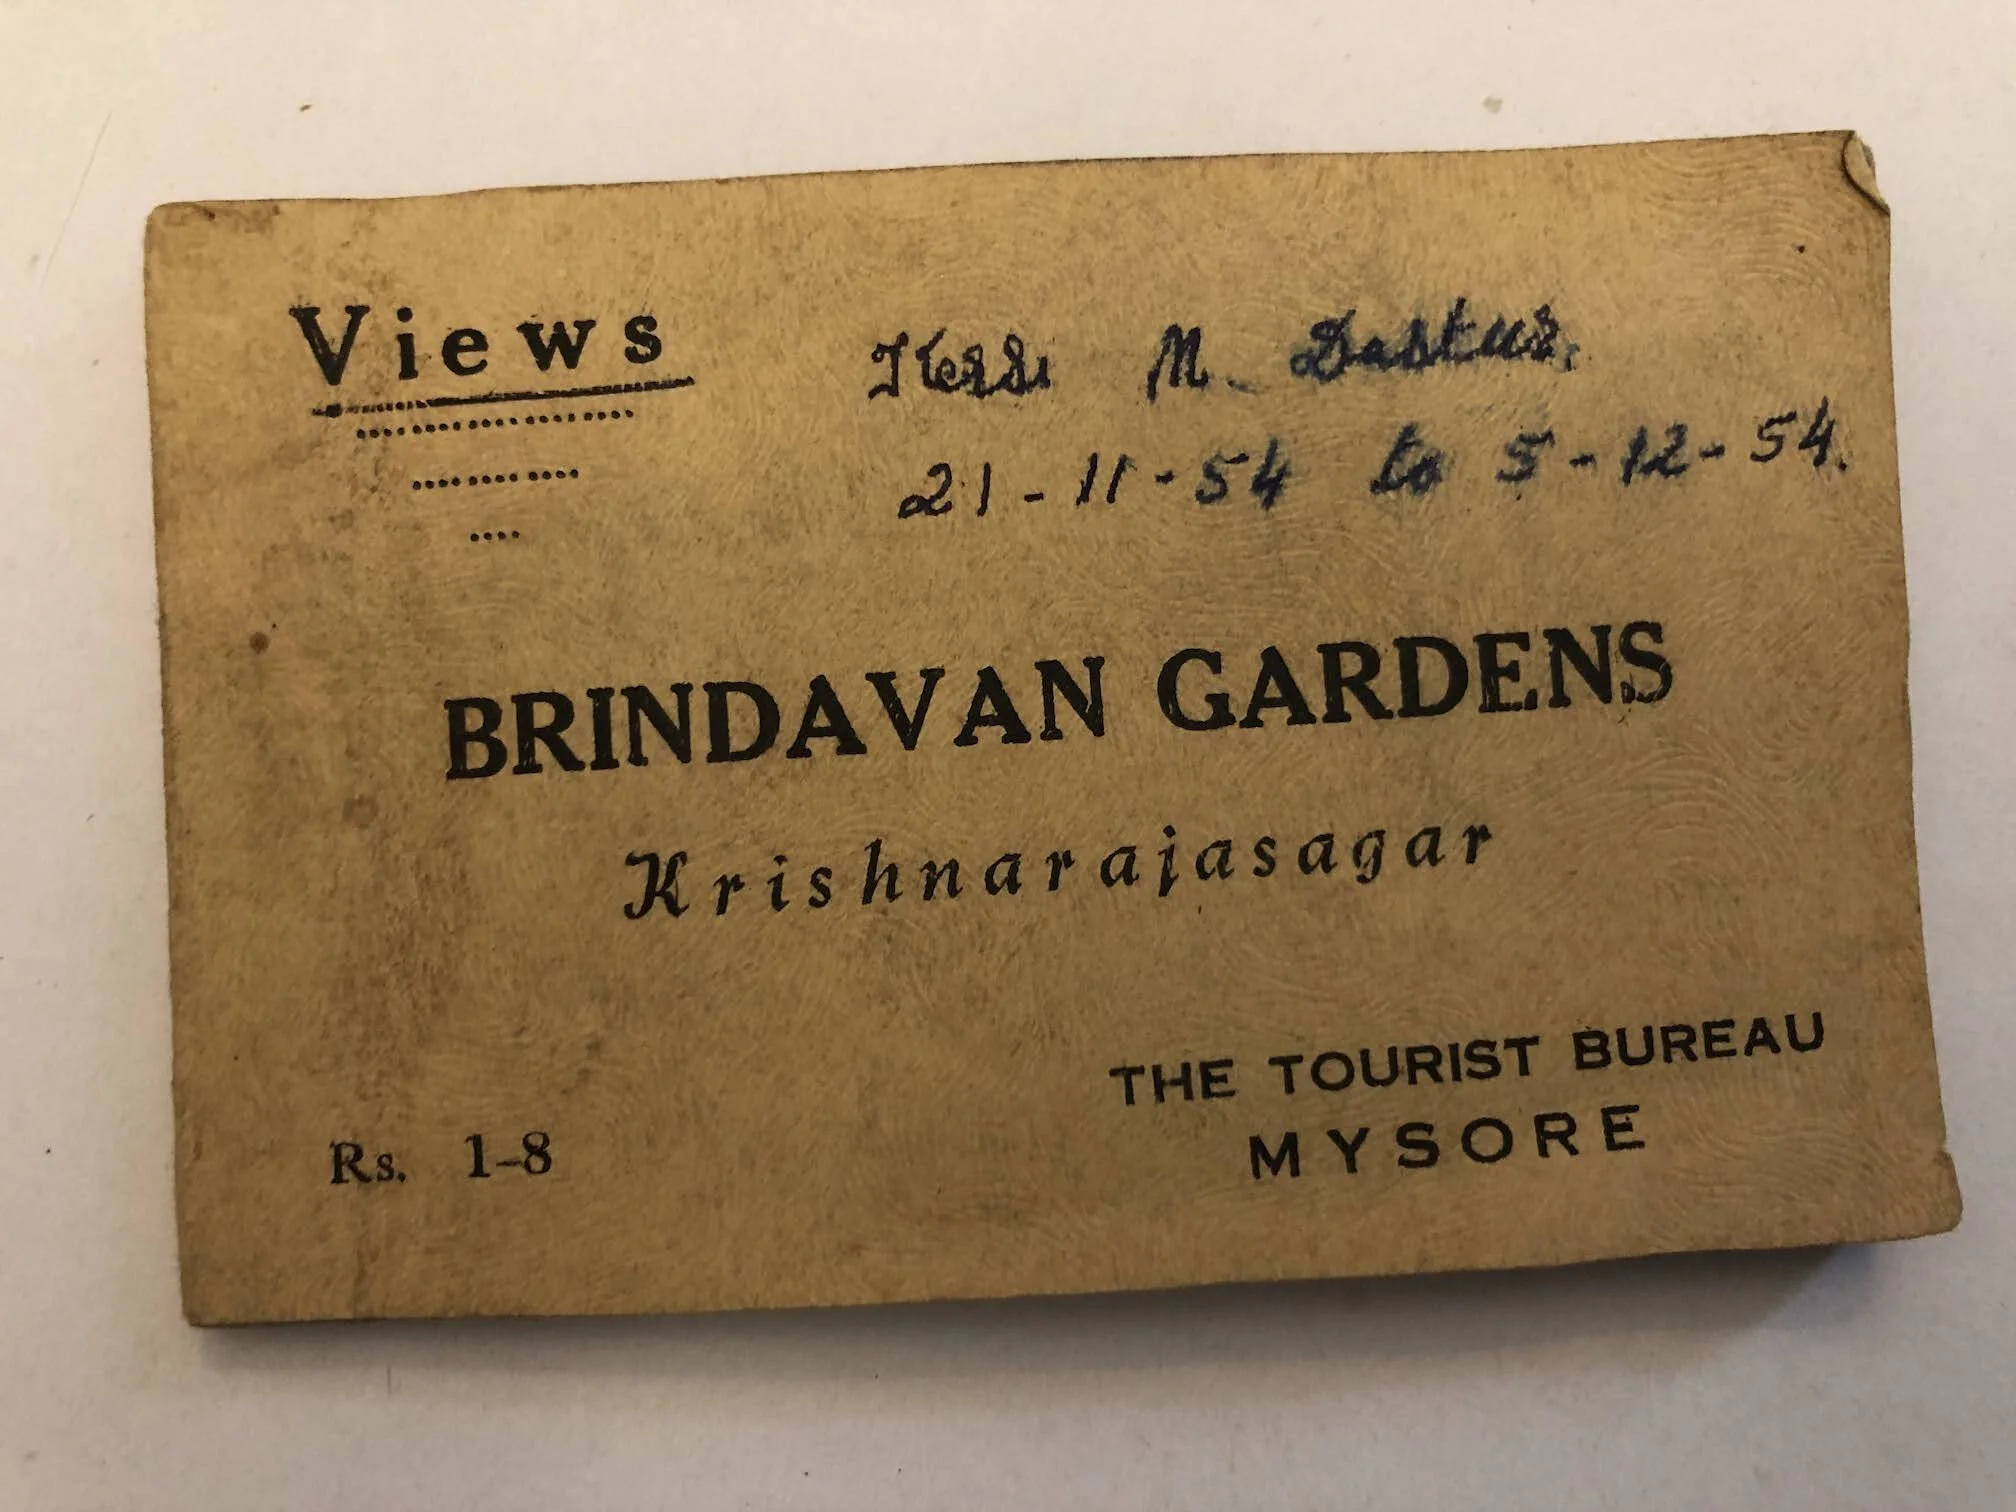 Views
Kersi M. Dastur.
21-11-54 to 5-12-54.
BRINDAVAN GARDENS
Krishnarajasagar
THE TOURIST BUREAU
MYSORE
Rs. 1-8